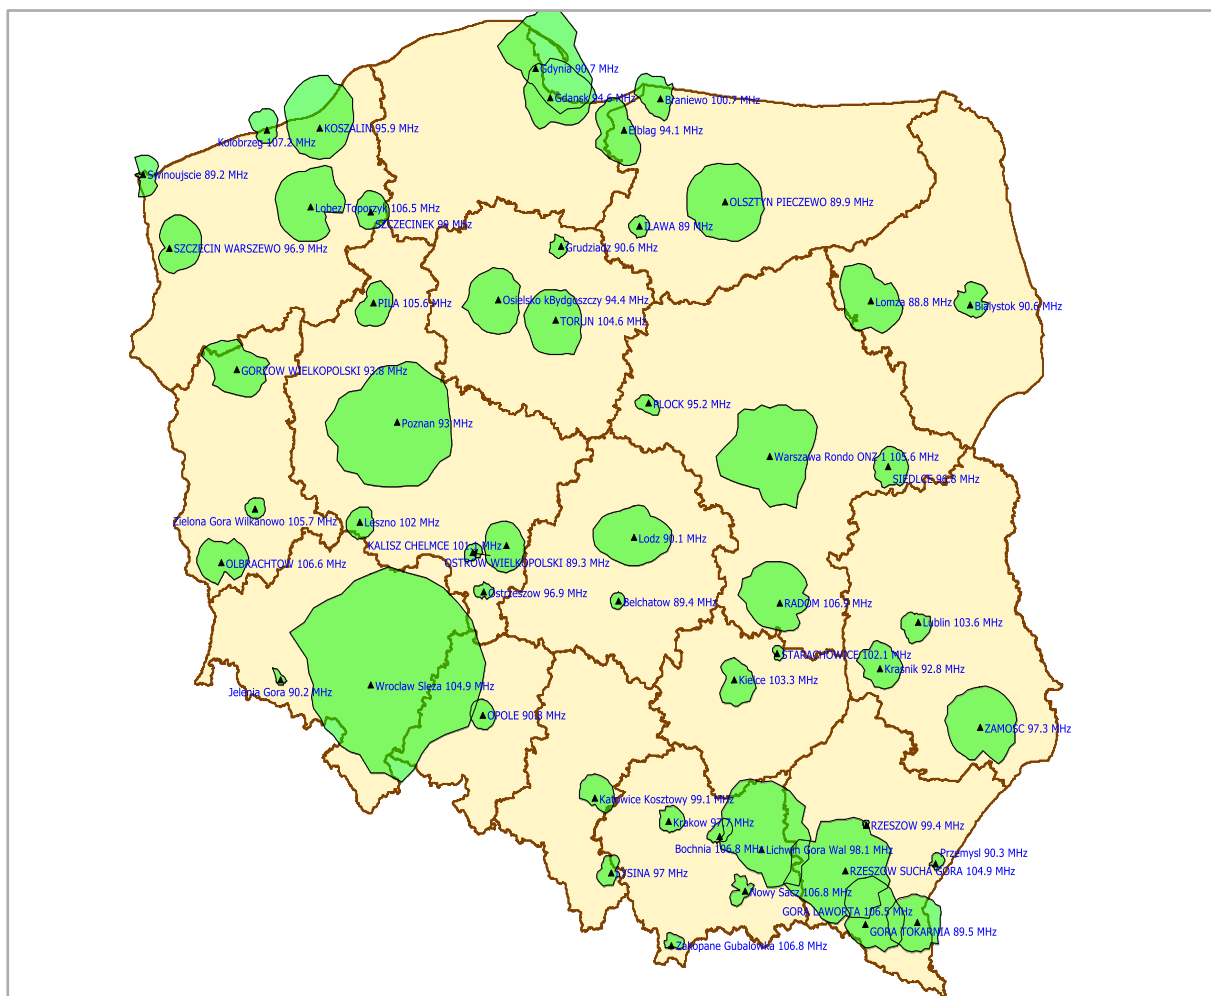 Gdynia 90.7 MHz
Gdansk 94.6 MHz
Braniewo 100.7 MHz
KOSZALIN 95.9 MHz
Elblag 94.1 MHz
Kolobrzeg 107.2 MHz
Swinoujscie 89.2 MHz
OLSZTYN PIECZEWO 89.9 MHz
Lobez Toporzyk 106.5 MHz
SZCZECINEK 99 MHz
ILAWA 89 MHz
SZCZECIN WARSZEWO 96.9 MHz
Grudziadz 90.6 MHz
Osielsko kBydgoszczy 94.4 MHz
PILA 105.6 MHz
Lomza 88.8 MHz
Bialystok 90.6 MHz
TORUN 104.6 MHz
GORZOW WIELKOPOLSKI 93.8 MHz
PLOCK 95.2 MHz
Poznan 93 MHz
Warszawa Rondo ONZ 1 105.6 MHz
SIEDLCE 96.8 MHz
Zielona Gora Wilkanowo 105.7 MHz
Leszno 102 MHz
Lodz 90.1 MHz
KALISZ CHELMCE 101.1 MHz
OSTROW WIELKOPOLSKI 89.3 MHz
OLBRACHTOW 106.6 MHz
Ostrzeszow 96.9 MHz
Belchatow 89.4 MHz
RADOM 106.9 MHz
Lublin 103.6 MHz
STARACHOWICE 102.1 MHz
Krasnik 92.8 MHz
Kielce 103.3 MHz
Jelenia Gora 90.2 MHz
Wroclaw Sleza 104.9 MHz
OPOLE 90.8 MHz
ZAMOSC 97.3 MHz
Katowice Kosztowy 99.1 MHz
Krakow 97.7 MHz
RZESZOW 99.4 MHz
Bochnia 106.8 MHz
Lichwin Gora Wal 98.1 MHz
Przemysl 90.3 MHz
LYSINA 97 MHz
RZESZOW SUCHA GORA 104.9 MHz
Nowy Sacz 106.8 MHz
GORA LAWORTA 106.5 MHz
GORA TOKARNIA 89.5 MHz
Zakopane Gubalowka 106.8 MHz